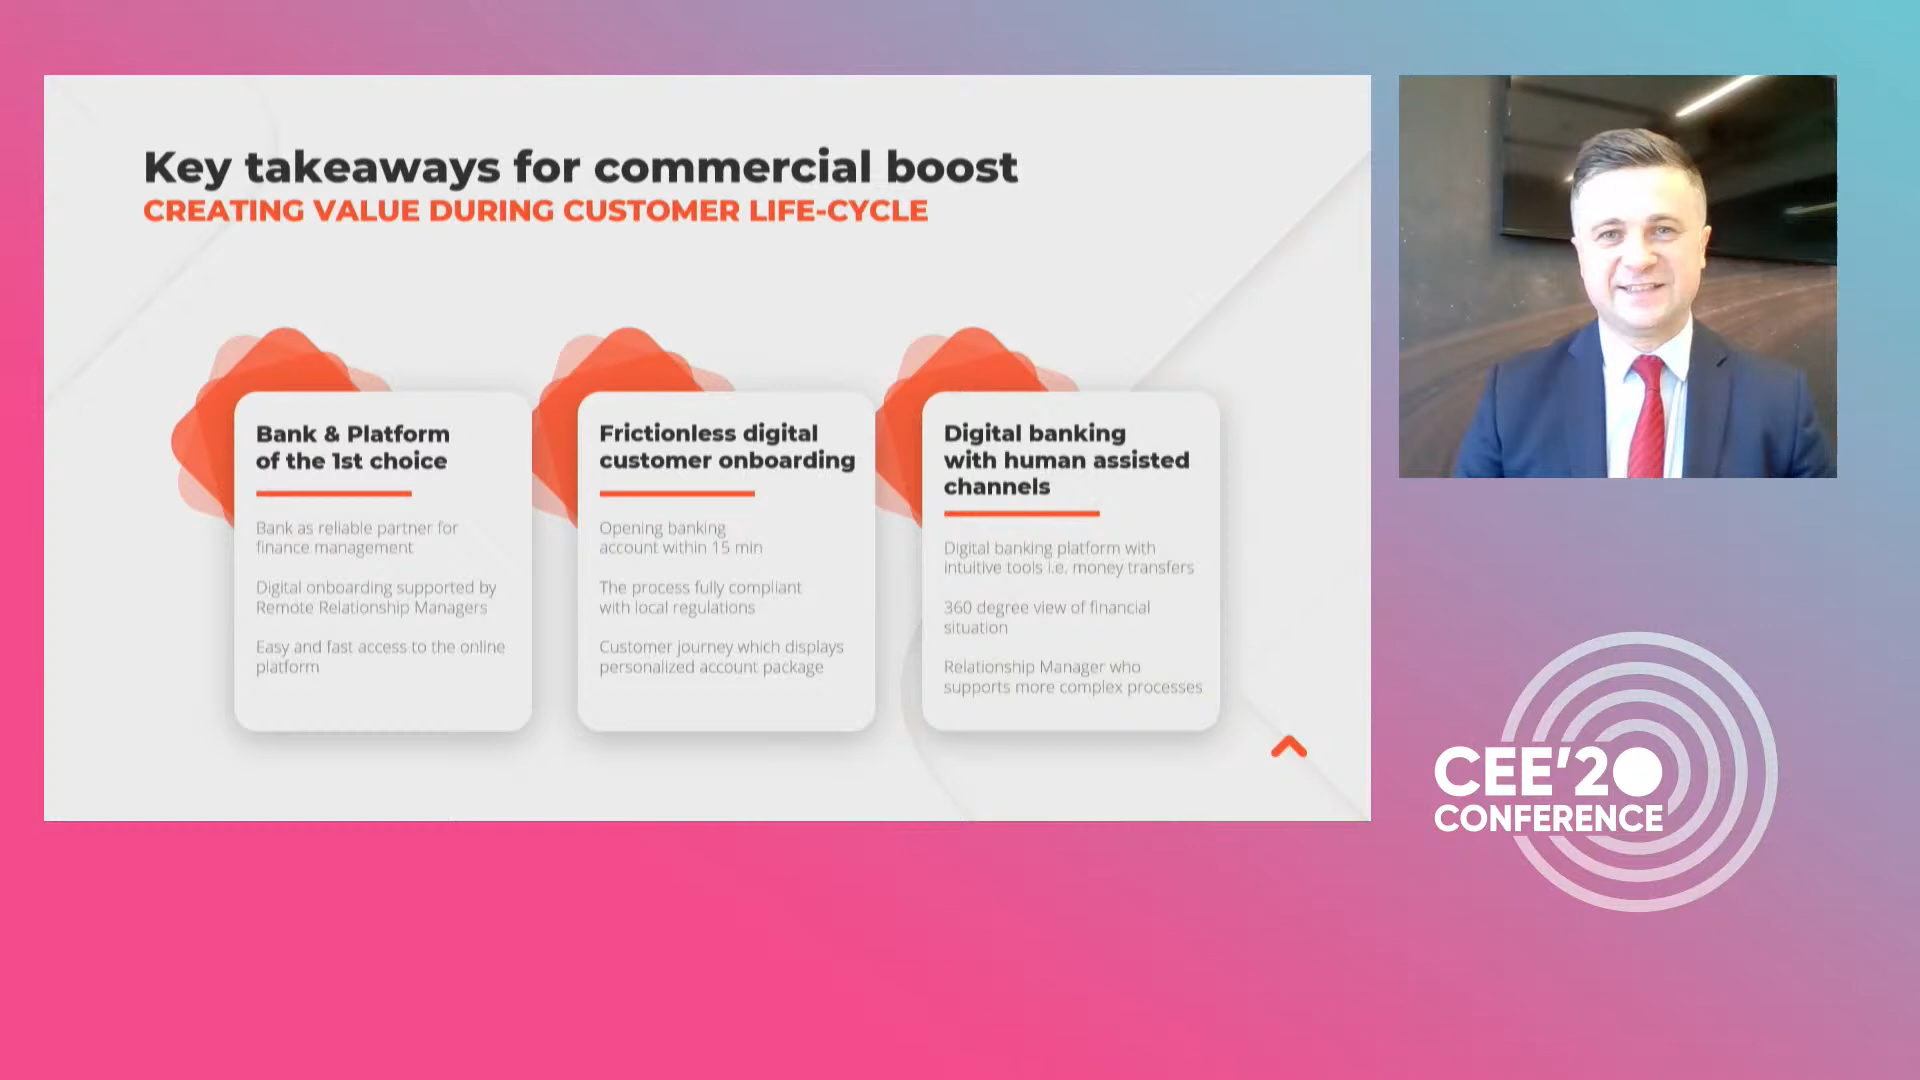 Key takeaways for commercial boost
CREATING VALUE DURING CUSTOMER LIFE-CYCLE
Bank & Platform
of the 1st choice
Bank as reliable partner for
finance management
Digital onboarding supported by
Remote Relationship Managers
Easy and fast access to the online
platform
Frictionless digital
customer onboarding
Opening banking
account within 15 min
The process fully compliant
with local regulations
Customer journey which displays
personalized account package
Digital banking
with human assisted
channels
Digital banking platform with
intuitive tools i.e. money transfers
360 degree view of financial
situation
Relationship Manager who
supports more complex processes
CEE'20
CONFERENCE